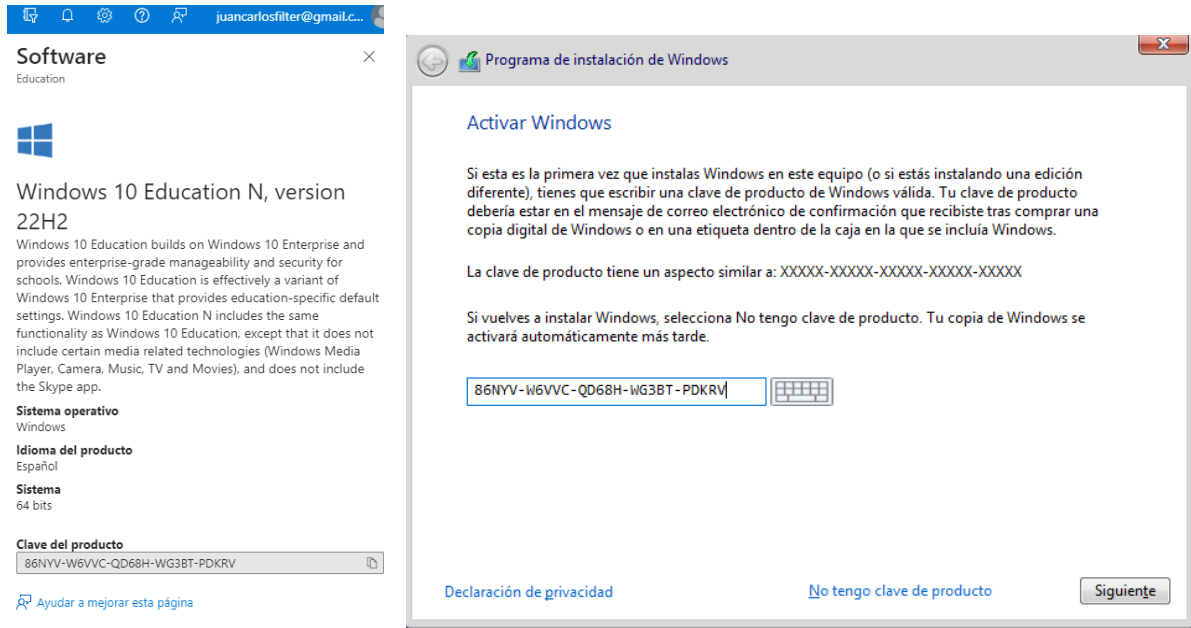 juancarlosfilter@gmail.c...
Software
Education
Windows 10 Education N, version
22H2
Windows 10 Education builds on Windows 10 Enterprise and
provides enterprise-grade manageability and security for
schools. Windows 10 Education is effectively a variant of
Windows 10 Enterprise that provides education-specific default
settings. Windows 10 Education N includes the same
functionality as Windows 10 Education, except that it does not
include certain media related technologies (Windows Media
Player, Camera, Music, TV and Movies), and does not include
the Skype app.
Sistema operativo
Windows
Idioma del producto
Español
Sistema
64 bits
Clave del producto
86NYV-W6VVC-QD68H-WG3BT-PDKRV
Ayudar a mejorar esta página
Programa de instalación de Windows
Activar Windows
Si esta es la primera vez que instalas Windows en este equipo (o si estás instalando una edición
diferente), tienes que escribir una clave de producto de Windows válida. Tu clave de producto
debería estar en el mensaje de correo electrónico de confirmación que recibiste tras comprar una
copia digital de Windows o en una etiqueta dentro de la caja en la que se incluía Windows.
La clave de producto tiene un aspecto similar a: XXXXX-XXXXX-XXXXX-XXXXX-XXXXX
Si vuelves a instalar Windows, selecciona No tengo clave de producto. Tu copia de Windows se
activará automáticamente más tarde.
86NYV-W6VVC-QD68H-WG3BT-PDKRV
Declaración de privacidad
No tengo clave de producto
Siguiente